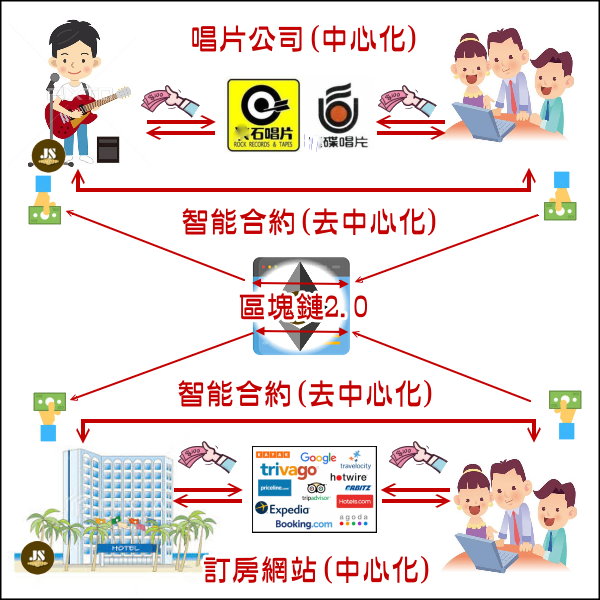 唱片公司(中心化)
石唱片
ROCK RECORDS & TAPES
碟唱片
JS
智能合約(去中心化)
區塊鏈2.0
智能合約(去中心化)
KAYAK
Google
travelocity
trivago
hotwire
priceline.com
tripadvisor
ORBITZ
Hotels.com
Expedia
agoda
Booking.com
HOTEL
JS
訂房網站(中心化)